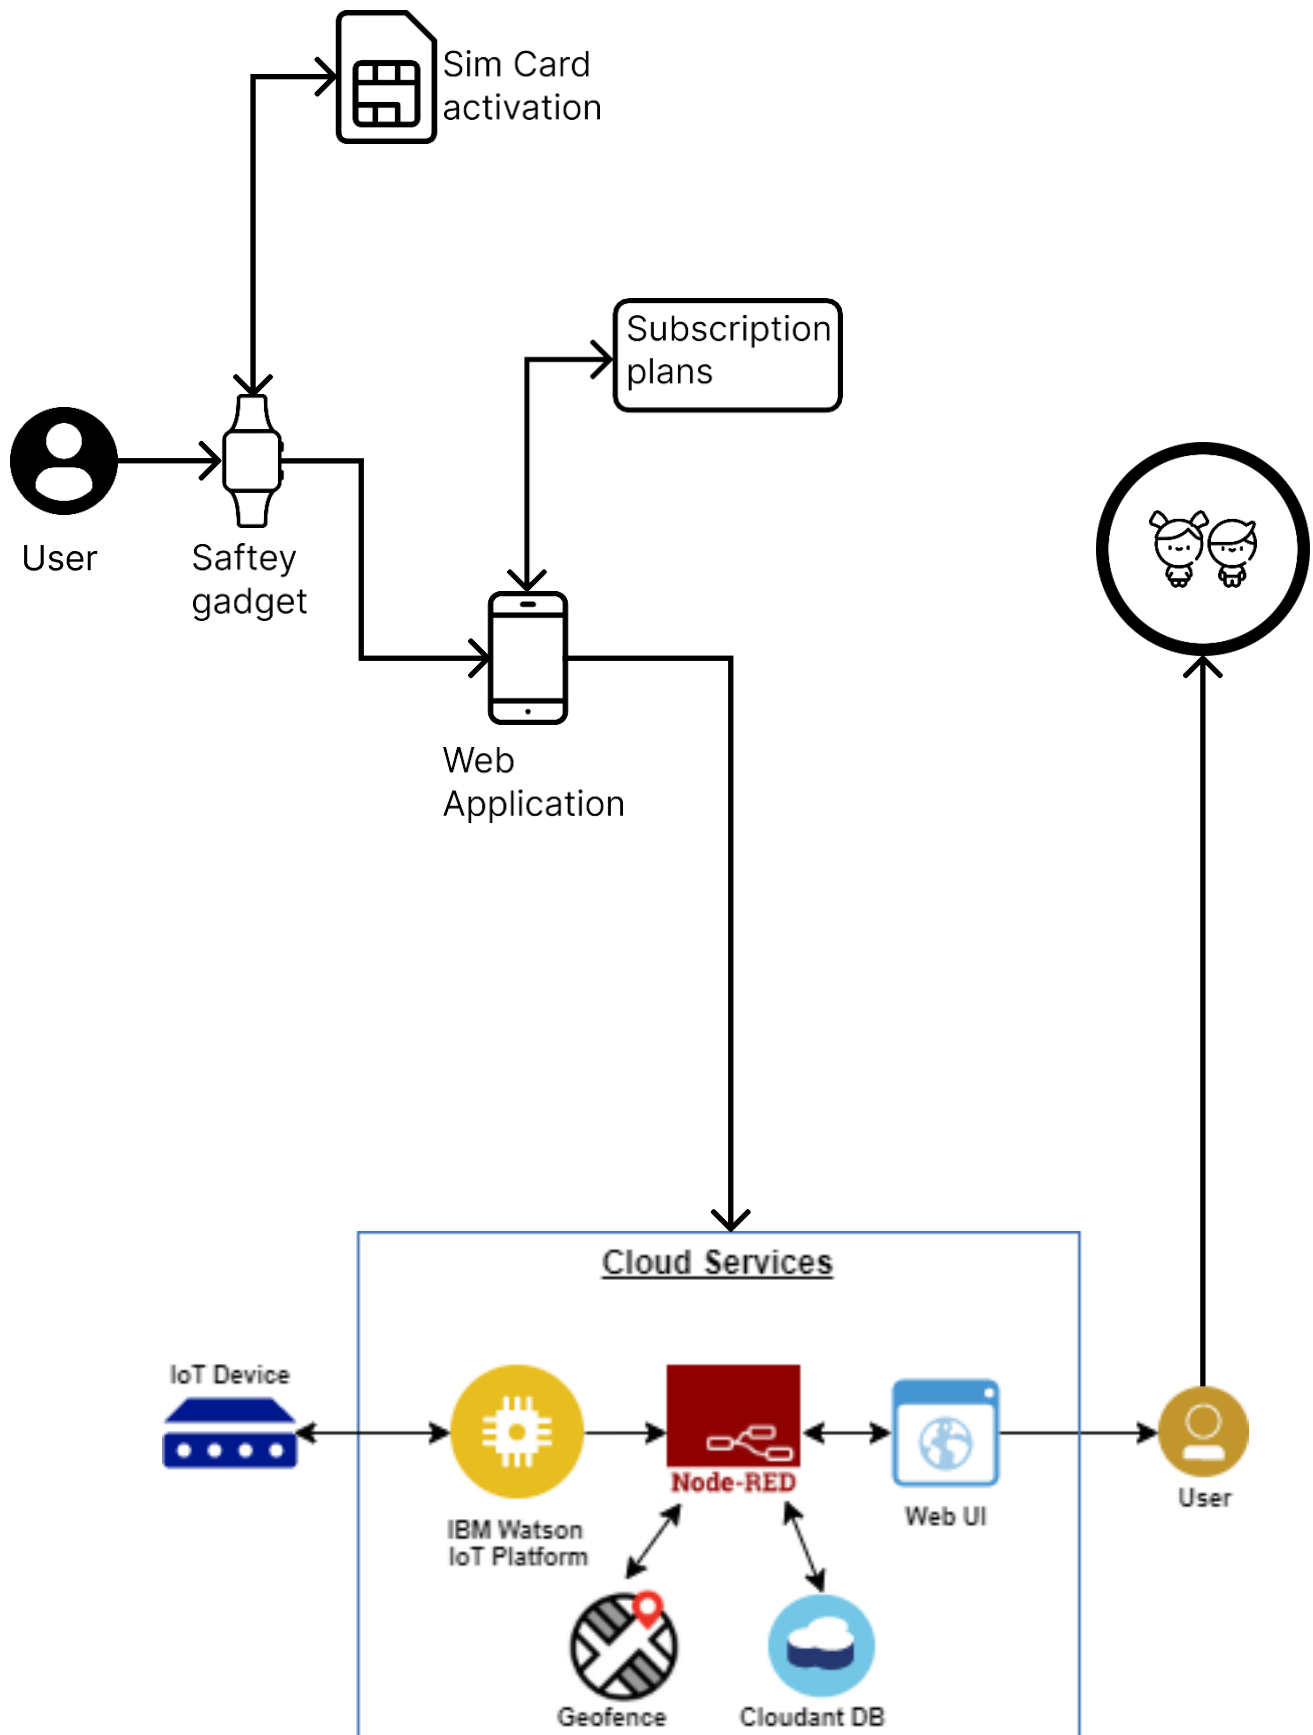 Sim Card
activation
Subscription
plans
User
Saftey
gadget
Web
Application
Cloud Services
IoT Device
Node-RED
IBM Watson
IoT Platform
Web UI
User
Geofence
Cloudant DB